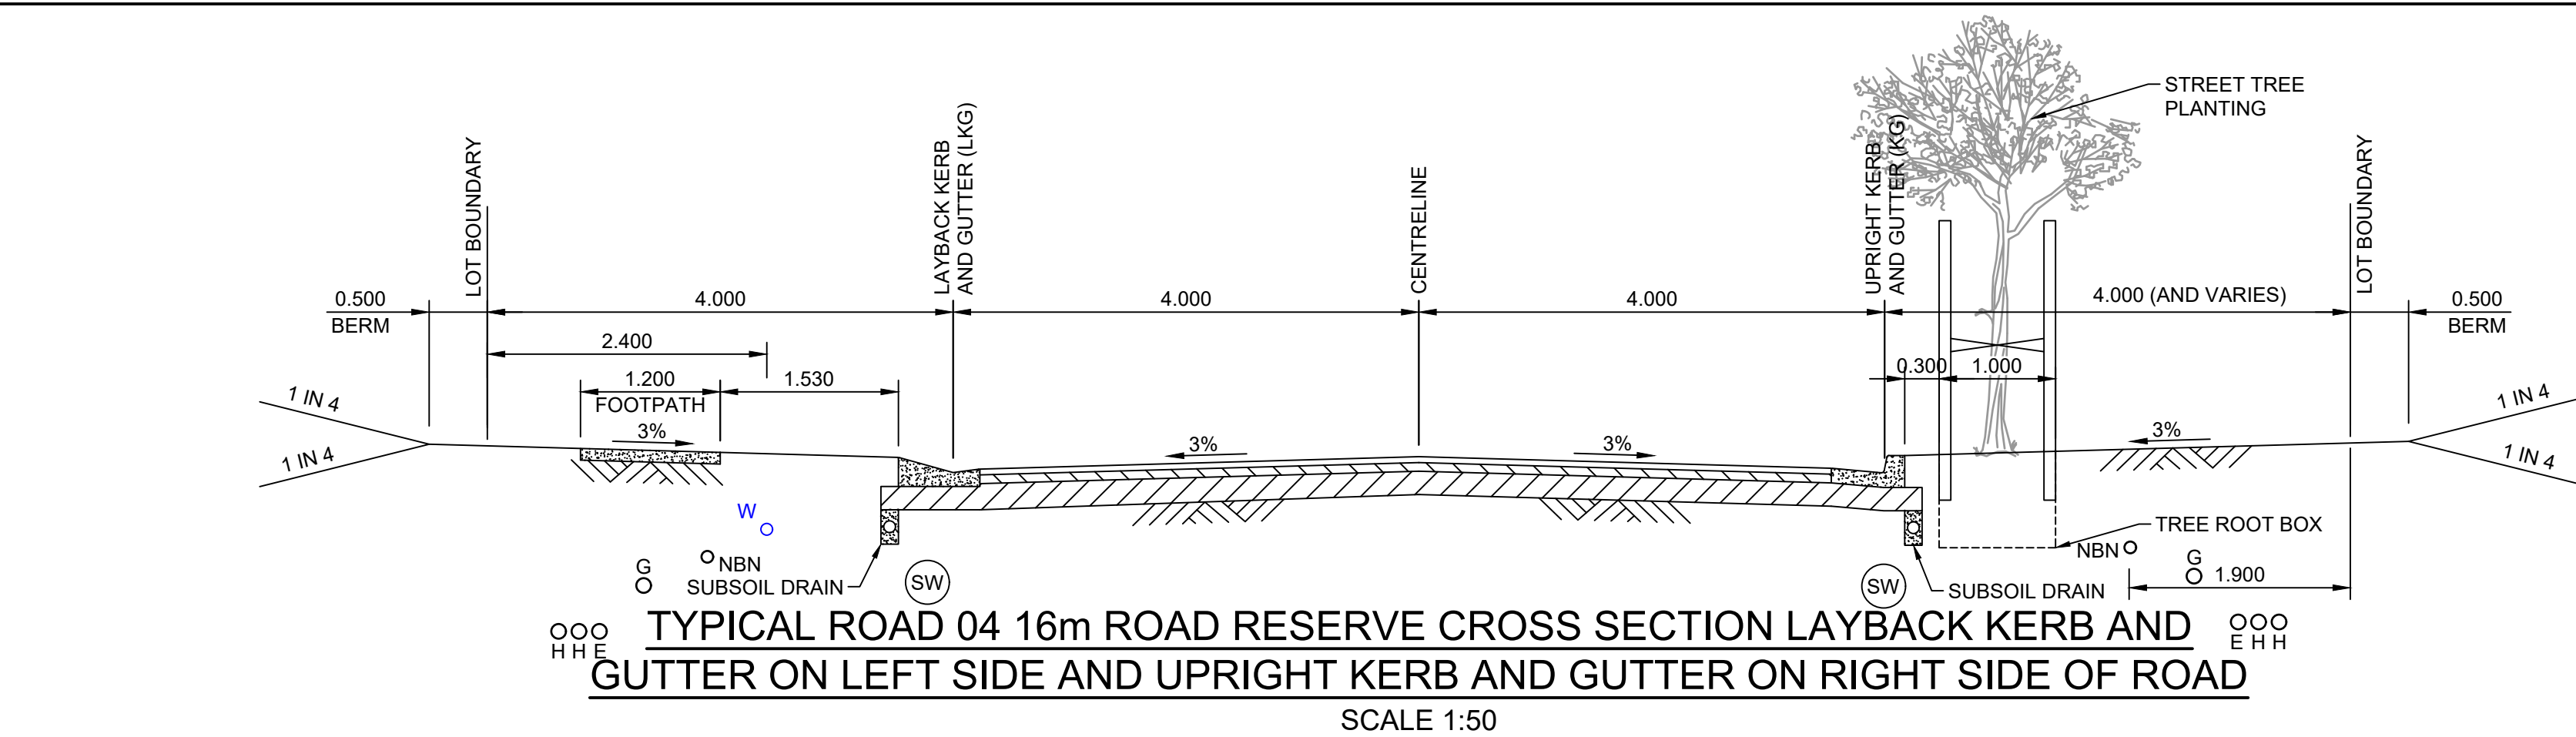 STREET TREE
PLANTING
LOT BOUNDARY
LAYBACK KERB
AND GUTTER (LKG)
CENTRELINE
UPRIGHT KERB
AND GUTTER (KG)
LOT BOUNDARY
0.500
BERM
4.000
4.000
4.000
4.000 (AND VARIES)
0.500
BERM
2.400
1.200
FOOTPATH
1.530
0.300
1.000
1 IN 4
1 IN 4
3%
3%
3%
3%
1 IN 4
1 IN 4
W
NBN
G
SUBSOIL DRAIN
SW
SW
SUBSOIL DRAIN
TREE ROOT BOX
NBN
G
1.900
H H E
E H H
TYPICAL ROAD 04 16m ROAD RESERVE CROSS SECTION LAYBACK KERB AND
GUTTER ON LEFT SIDE AND UPRIGHT KERB AND GUTTER ON RIGHT SIDE OF ROAD
SCALE 1:50